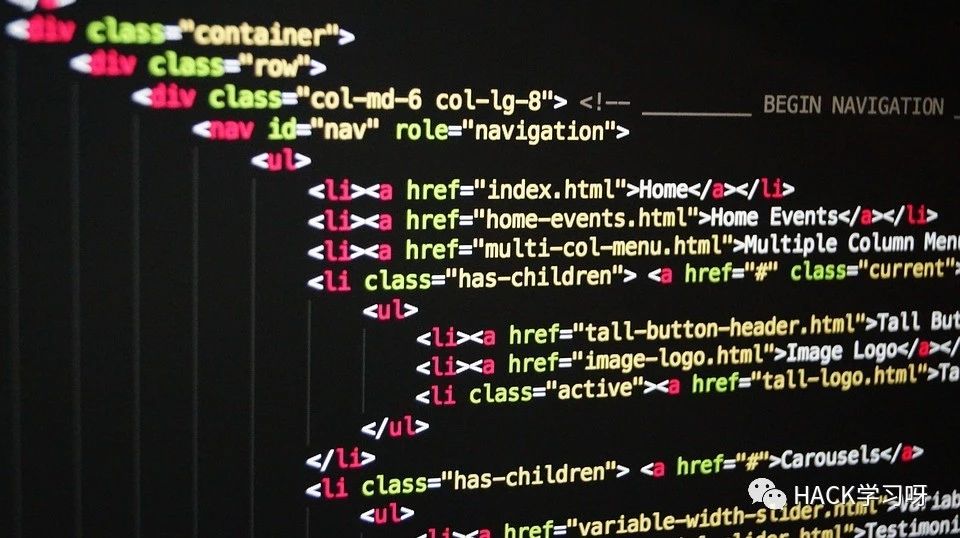 <div class="container">
<div class="row">
<div class="col-md-6 col-lg-8"> <!-- BEGIN NAVIGATION
<nav id="nav" role="navigation">
<ul>
<li><a href="index.html">Home</a></li>
<li><a href="home-events.html">Home Events</a></li>
<li><a href="multi-col-menu.html">Multiple Column Men
<li class="has-children"> <a href="#" class="current">
<ul>
<li><a href="tall-button-header.html">Tall But
<li><a href="image-logo.html">Image Logo</a></
<li class="active"><a href="tall-logo.html">Ta
</ul>
</li>
<li class="has-children"> <a href="#">Carousels</a>
<ul>
<li><a href="variable-width-slider.html">Variab
slider.html">Testimoni
HACK学习呀